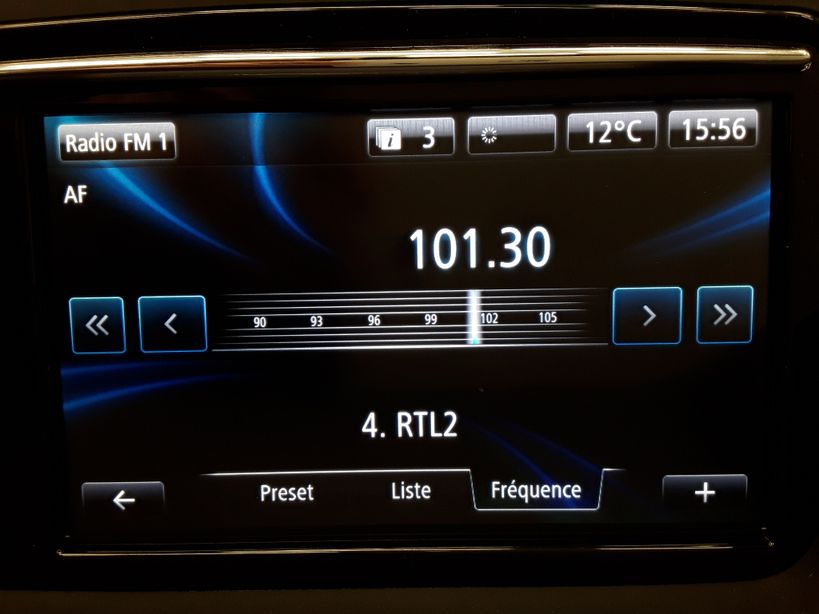 Radio FM 1
i 3
12°C
15:56
AF
101.30
« < 90 93 96 99 102 105 > »
4. RTL2
← Preset Liste Fréquence +